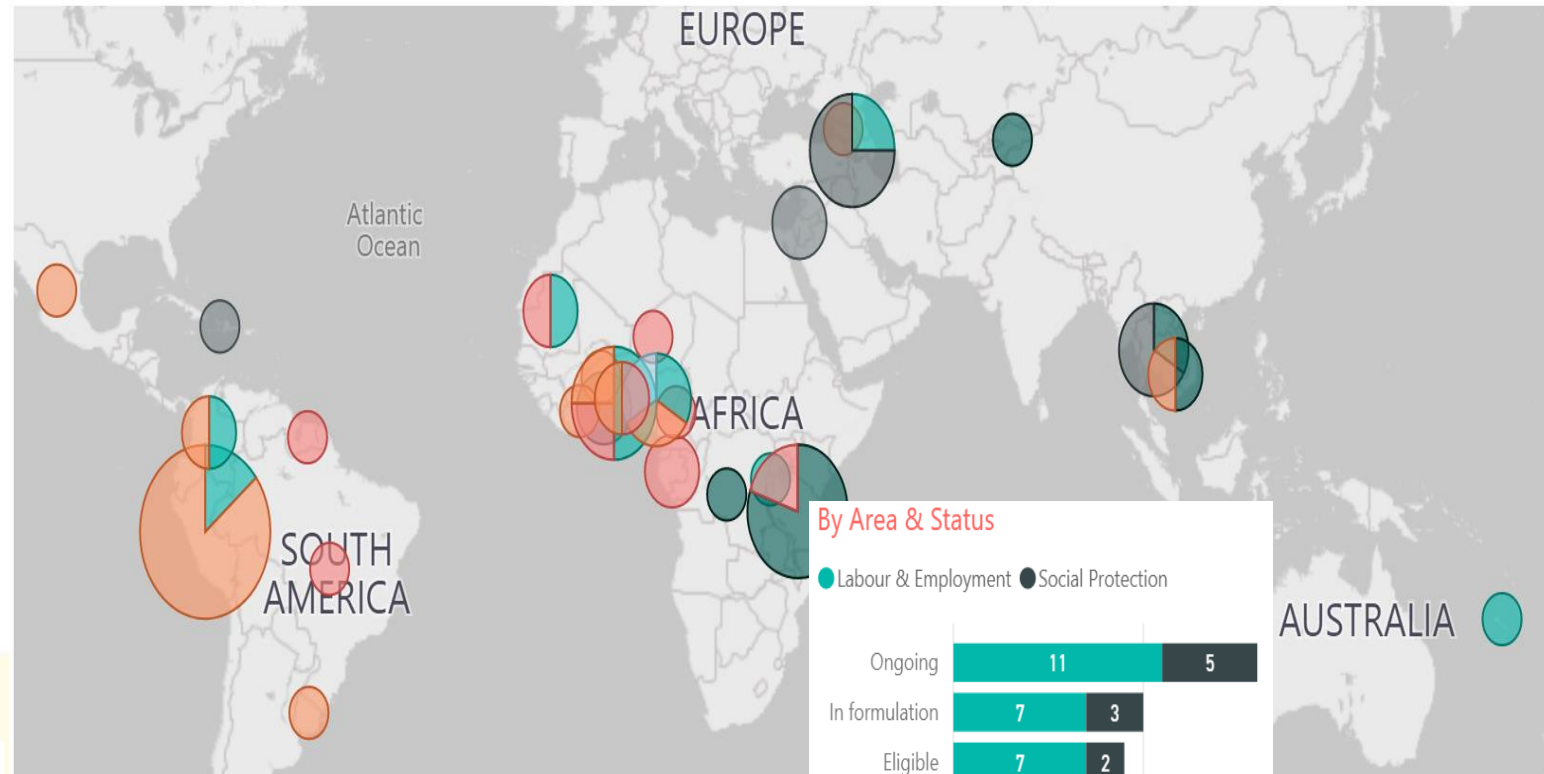 EUROPE
Atlantic
Ocean
AFRICA
SOUTH
AMERICA
AUSTRALIA
By Area & Status
Labour & Employment Social Protection
Ongoing 11 5
In formulation 7 3
Eligible 7 2